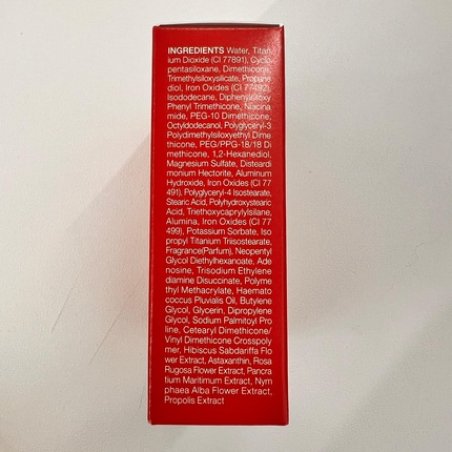 INGREDIENTS Water, Titan
ium Dioxide (CI 77891), Cyclo
pentasiloxane, Dimethicone,
Trimethylsiloxysilicate, Propane
diol, Iron Oxides (CI 77492),
Isododecane, Diphenylsiloxy
Phenyl Trimethicone, Niacina
mide, PEG-10 Dimethicone,
Octyldodecanol, Polyglyceryl-3
Polydimethylsiloxyethyl Dime
thicone, PEG/PPG-18/18 Di
methicone, 1,2-Hexanediol,
Magnesium Sulfate, Disteardi
monium Hectorite, Aluminum
Hydroxide, Iron Oxides (CI 77
491), Polyglyceryl-4 Isostearate,
Stearic Acid, Polyhydroxystearic
Acid, Triethoxycaprylylsilane,
Alumina, Iron Oxides (CI 77
499), Potassium Sorbate, Iso
propyl Titanium Triisostearate,
Fragrance(Parfum), Neopentyl
Glycol Diethylhexanoate, Ade
nosine, Trisodium Ethylene
diamine Disuccinate, Polyme
thyl Methacrylate, Haemato
coccus Pluvialis Oil, Butylene
Glycol, Glycerin, Dipropylene
Glycol, Sodium Palmitoyl Pro
line, Cetearyl Dimethicone/
Vinyl Dimethicone Crosspoly
mer, Hibiscus Sabdariffa Flo
wer Extract, Astaxanthin, Rosa
Rugosa Flower Extract, Pancra
tium Maritimum Extract, Nym
phaea Alba Flower Extract,
Propolis Extract